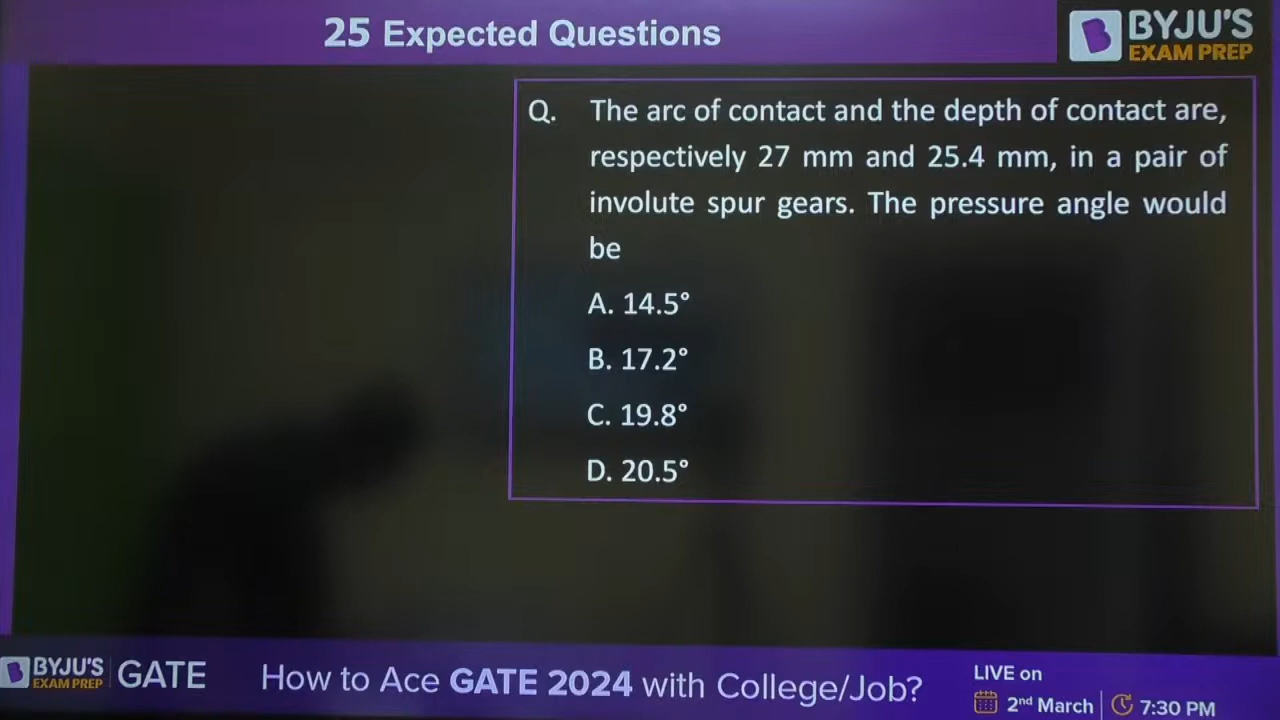 25 Expected Questions
BYJU'S
EXAM PREP
Q. The arc of contact and the depth of contact are,
respectively 27 mm and 25.4 mm, in a pair of
involute spur gears. The pressure angle would
be
A. 14.5°
B. 17.2°
C. 19.8°
D. 20.5°
BYJU'S
EXAM PREP
GATE
How to Ace GATE 2024 with College/Job?
LIVE on
2nd March
7:30 PM